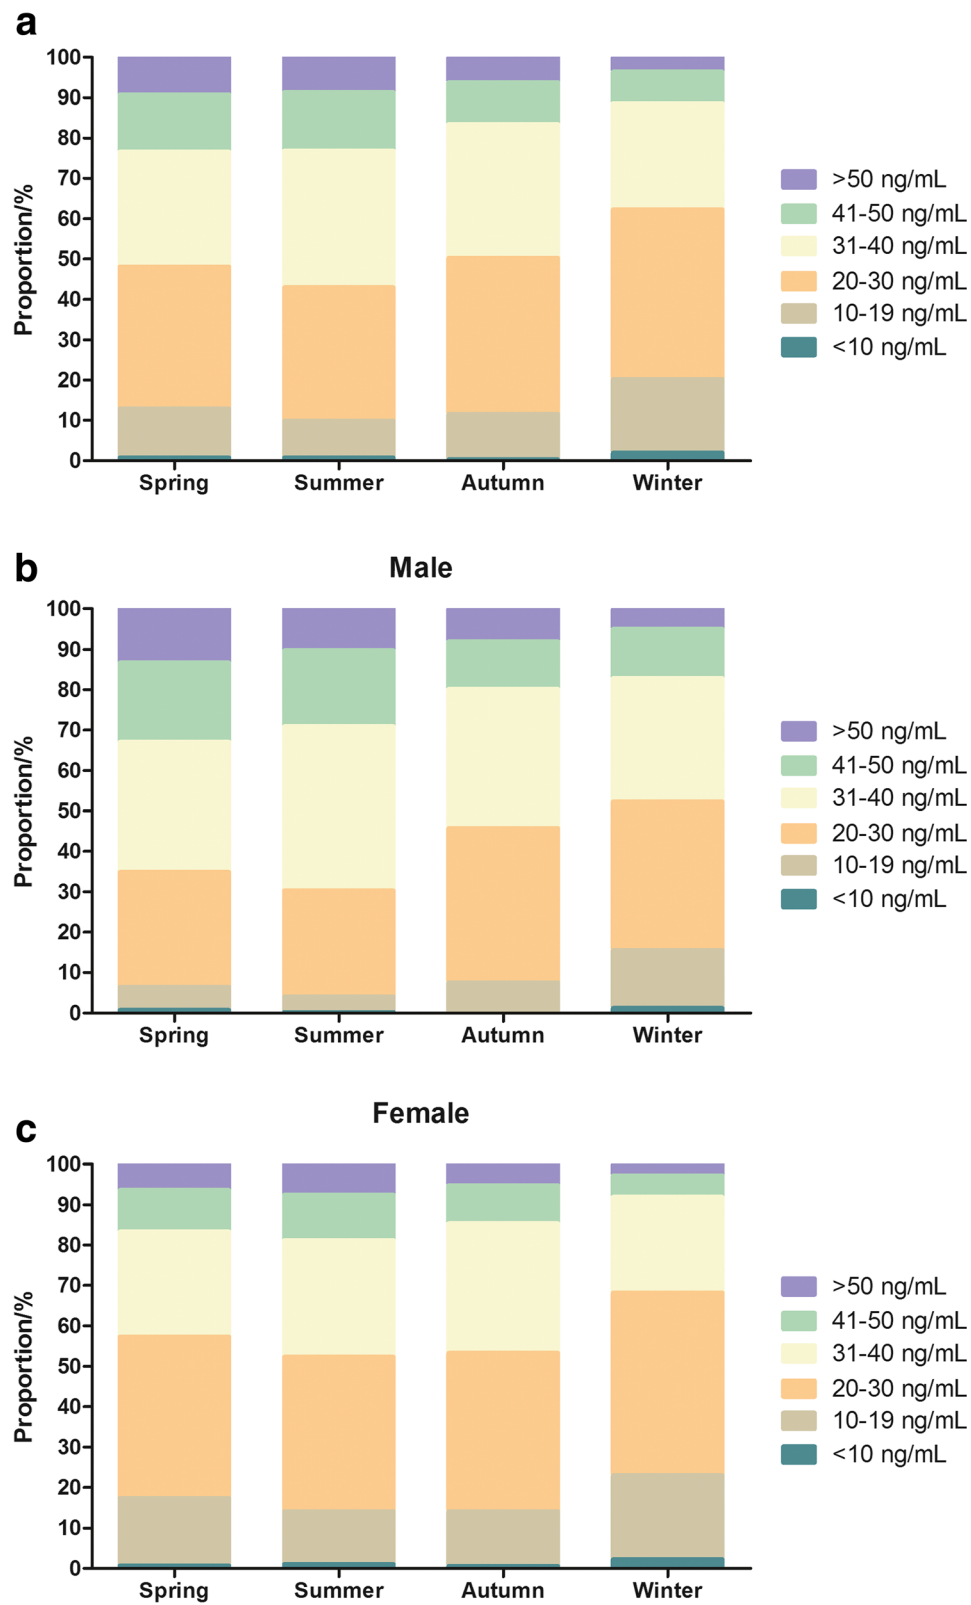 a
100
90
80
70
60
50
40
30
20
10
0
Proportion/%
Spring Summer Autumn Winter
>50 ng/mL
41-50 ng/mL
31-40 ng/mL
20-30 ng/mL
10-19 ng/mL
<10 ng/mL
b
Male
100
90
80
70
60
50
40
30
20
10
0
Proportion/%
Spring Summer Autumn Winter
>50 ng/mL
41-50 ng/mL
31-40 ng/mL
20-30 ng/mL
10-19 ng/mL
<10 ng/mL
c
Female
100
90
80
70
60
50
40
30
20
10
0
Proportion/%
Spring Summer Autumn Winter
>50 ng/mL
41-50 ng/mL
31-40 ng/mL
20-30 ng/mL
10-19 ng/mL
<10 ng/mL